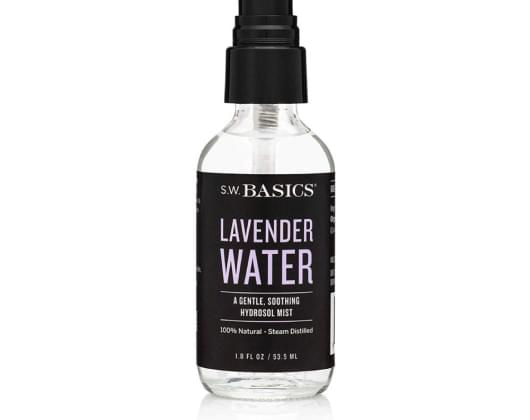 S.W. BASICS®
LAVENDER
WATER
A GENTLE, SOOTHING
HYDROSOL MIST
100% Natural - Steam Distilled
1.8 FL OZ / 53.5 ML